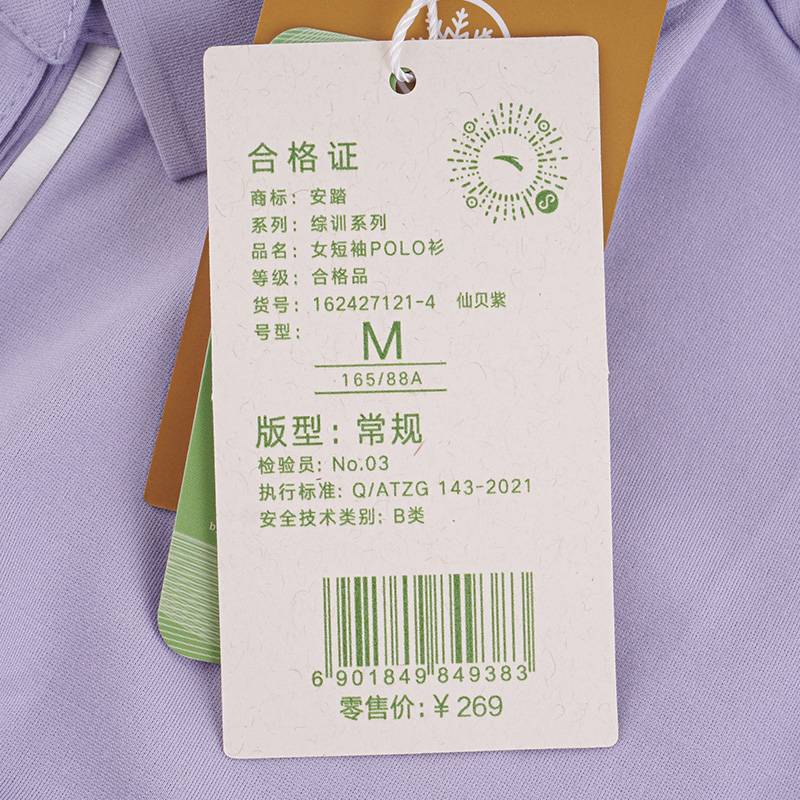 合格证
商标：安踏
系列：综训系列
品名：女短袖POLO衫
等级：合格品
货号：162427121-4 仙贝紫
号型：
M
165/88A
版型：常规
检验员：No.03
执行标准：Q/ATZG 143-2021
安全技术类别：B类
6 901849 849383
零售价：¥ 269